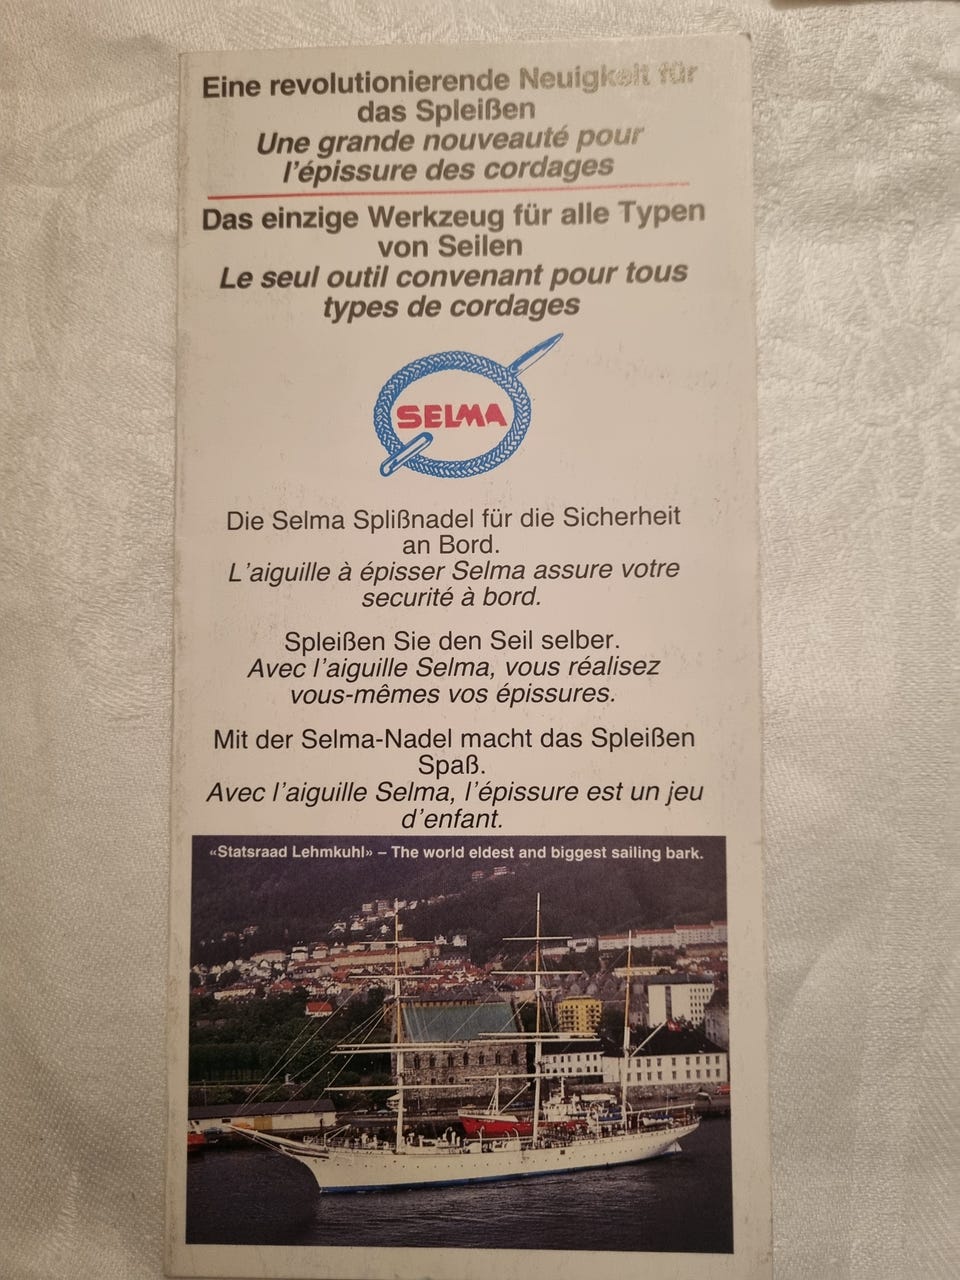 Eine revolutionierende Neuigkeit für
das Spleißen
Une grande nouveauté pour
l'épissure des cordages
Das einzige Werkzeug für alle Typen
von Seilen
Le seul outil convenant pour tous
types de cordages
SELMA
Die Selma Splißnadel für die Sicherheit
an Bord.
L'aiguille à épisser Selma assure votre
securité à bord.
Spleißen Sie den Seil selber.
Avec l'aiguille Selma, vous réalisez
vous-mêmes vos épissures.
Mit der Selma-Nadel macht das Spleißen
Spaß.
Avec l'aiguille Selma, l'épissure est un jeu
d'enfant.
«Statsraad Lehmkuhl» – The world eldest and biggest sailing bark.